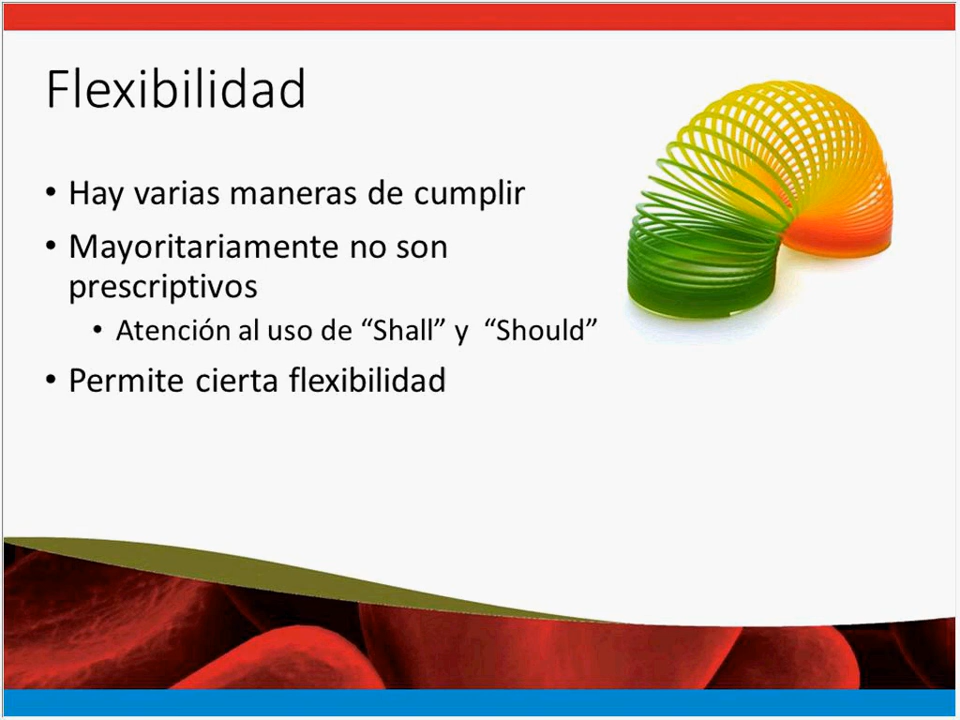 Flexibilidad
• Hay varias maneras de cumplir
• Mayoritariamente no son
prescriptivos
• Atención al uso de “Shall” y “Should”
• Permite cierta flexibilidad